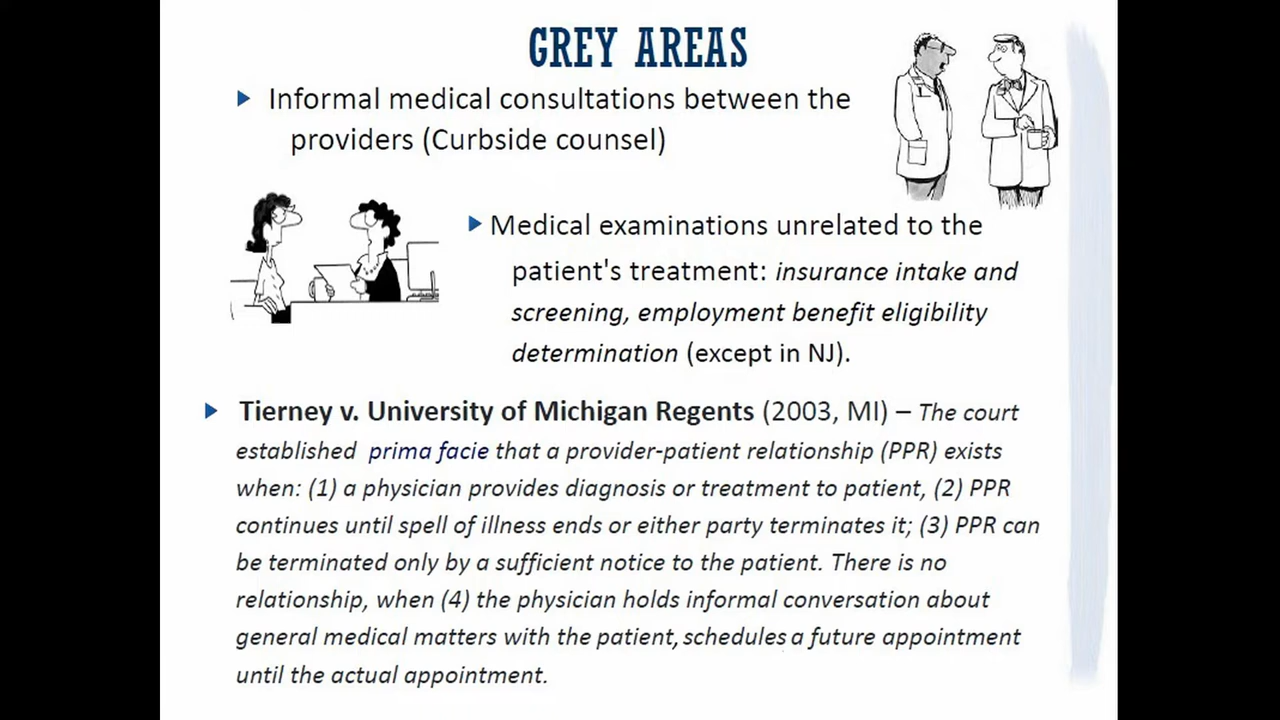 GREY AREAS
Informal medical consultations between the
providers (Curbside counsel)
Medical examinations unrelated to the
patient's treatment: insurance intake and
screening, employment benefit eligibility
determination (except in NJ).
Tierney v. University of Michigan Regents (2003, MI) – The court
established prima facie that a provider-patient relationship (PPR) exists
when: (1) a physician provides diagnosis or treatment to patient, (2) PPR
continues until spell of illness ends or either party terminates it; (3) PPR can
be terminated only by a sufficient notice to the patient. There is no
relationship, when (4) the physician holds informal conversation about
general medical matters with the patient, schedules a future appointment
until the actual appointment.